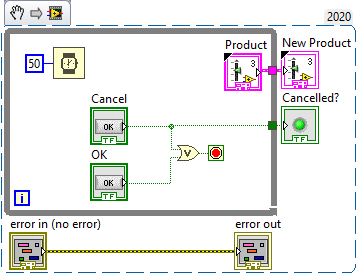 2020
Product
New Product
50
3
3
Cancel
Cancelled?
OK
TF
TF
OK
V
OK
TF
i
error in (no error)
error out